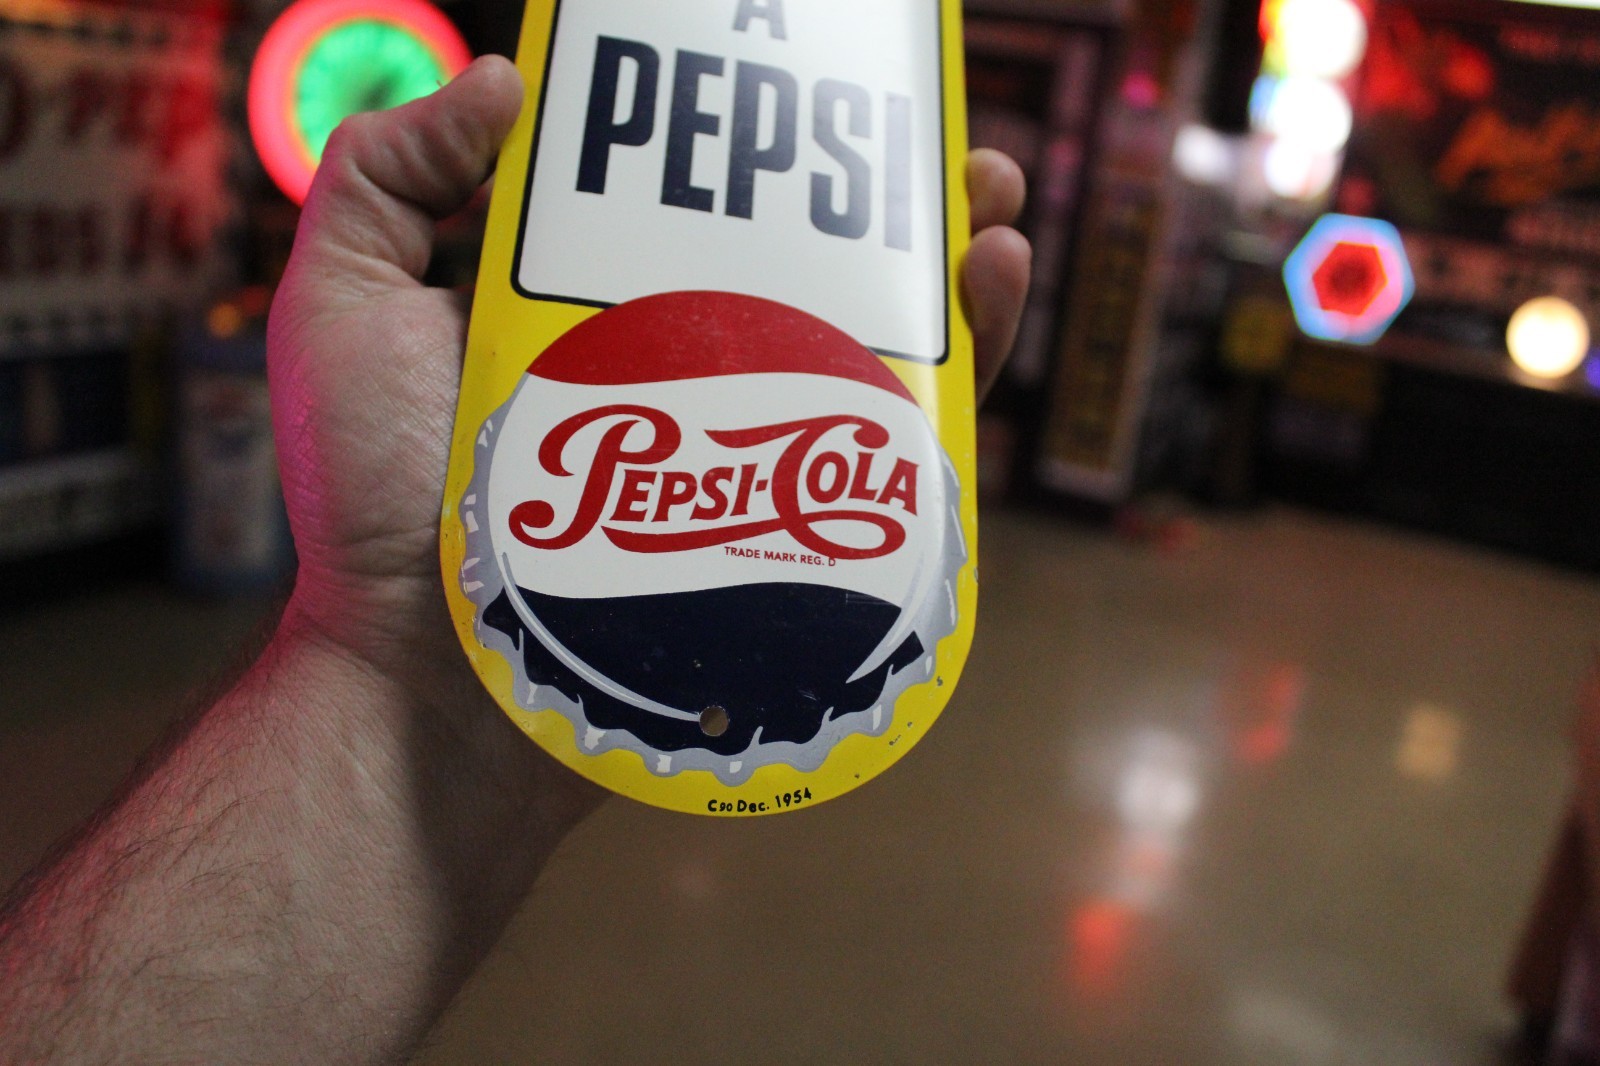 A
PEPSI
PEPSI-COLA
TRADE MARK REG. D
C90 Dec. 1954